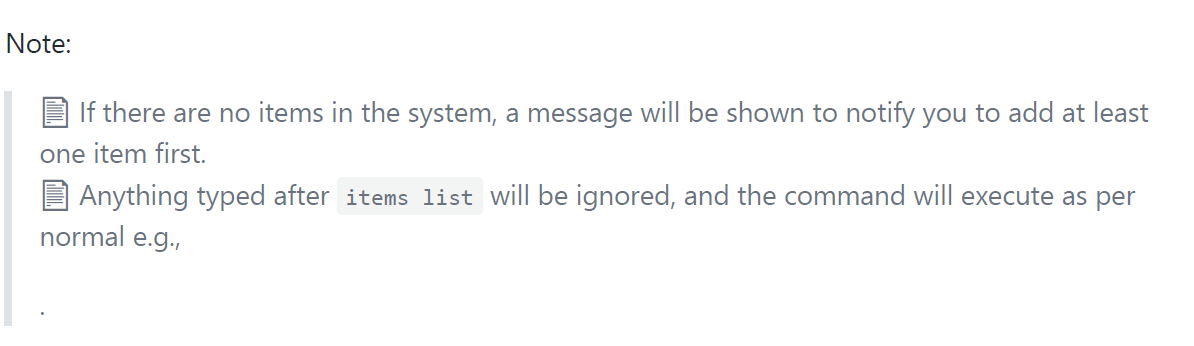 Note:
If there are no items in the system, a message will be shown to notify you to add at least
one item first.
Anything typed after items list will be ignored, and the command will execute as per
normal e.g.,
.